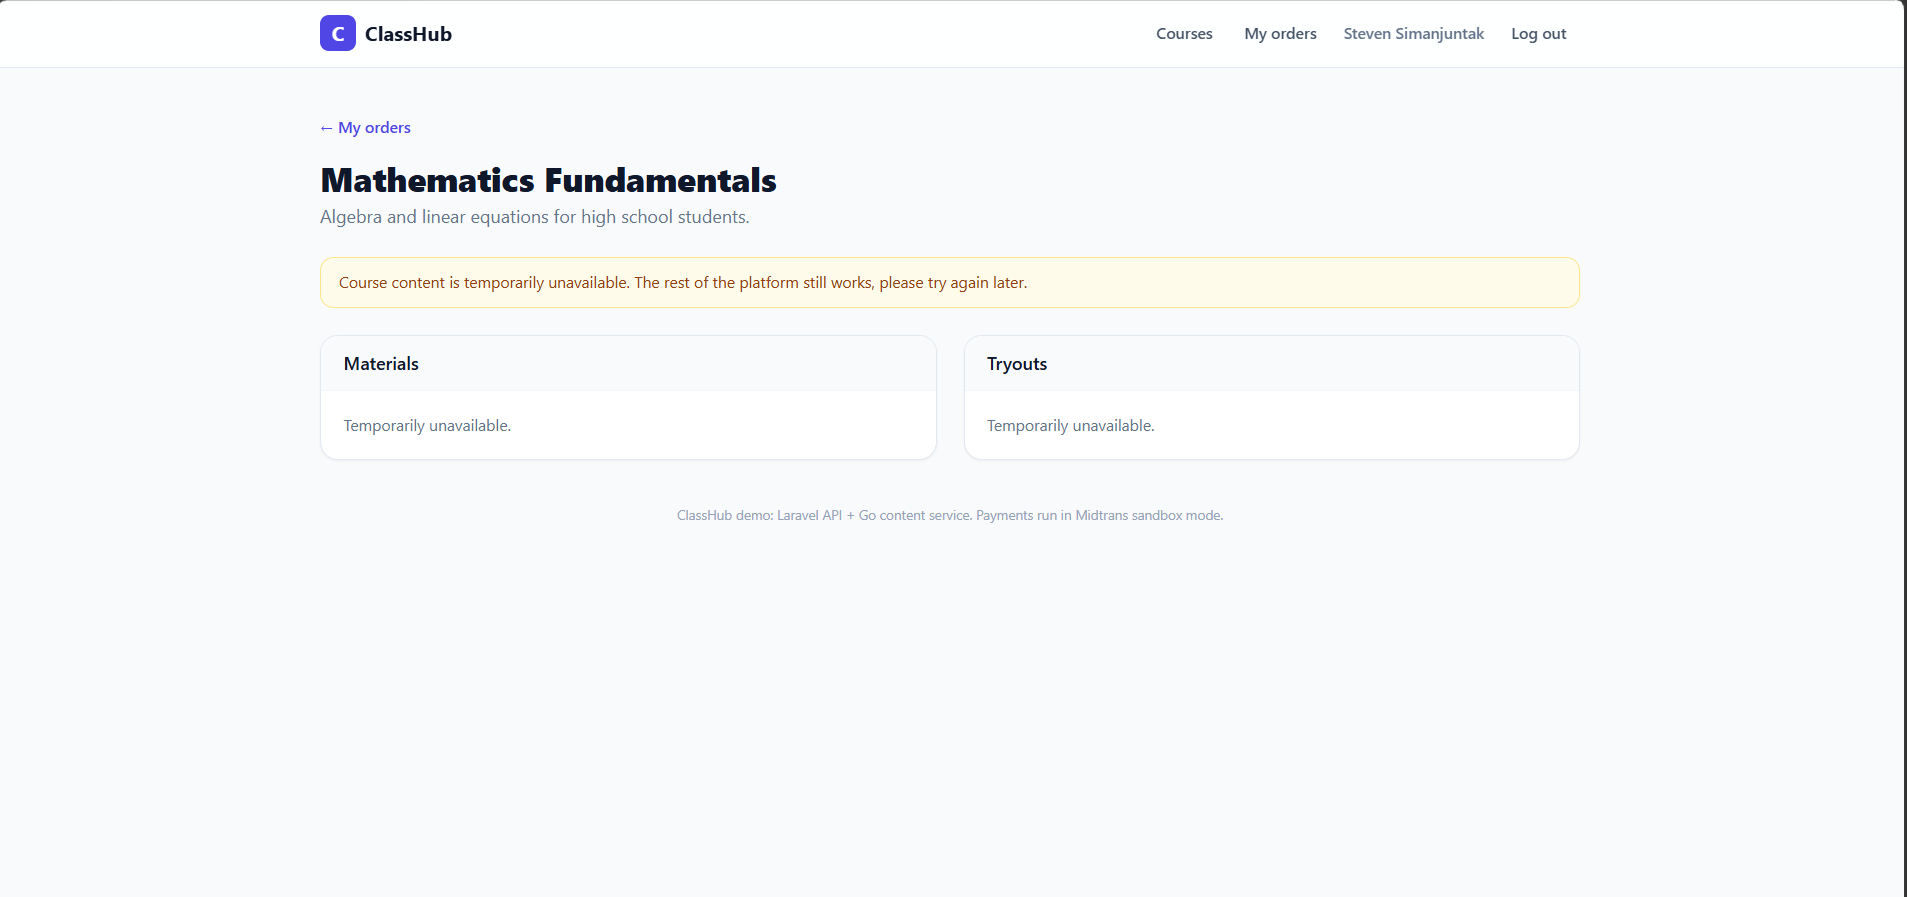 C ClassHub
Courses My orders Steven Simanjuntak Log out
← My orders
Mathematics Fundamentals
Algebra and linear equations for high school students.
Course content is temporarily unavailable. The rest of the platform still works, please try again later.
Materials
Temporarily unavailable.
Tryouts
Temporarily unavailable.
ClassHub demo: Laravel API + Go content service. Payments run in Midtrans sandbox mode.